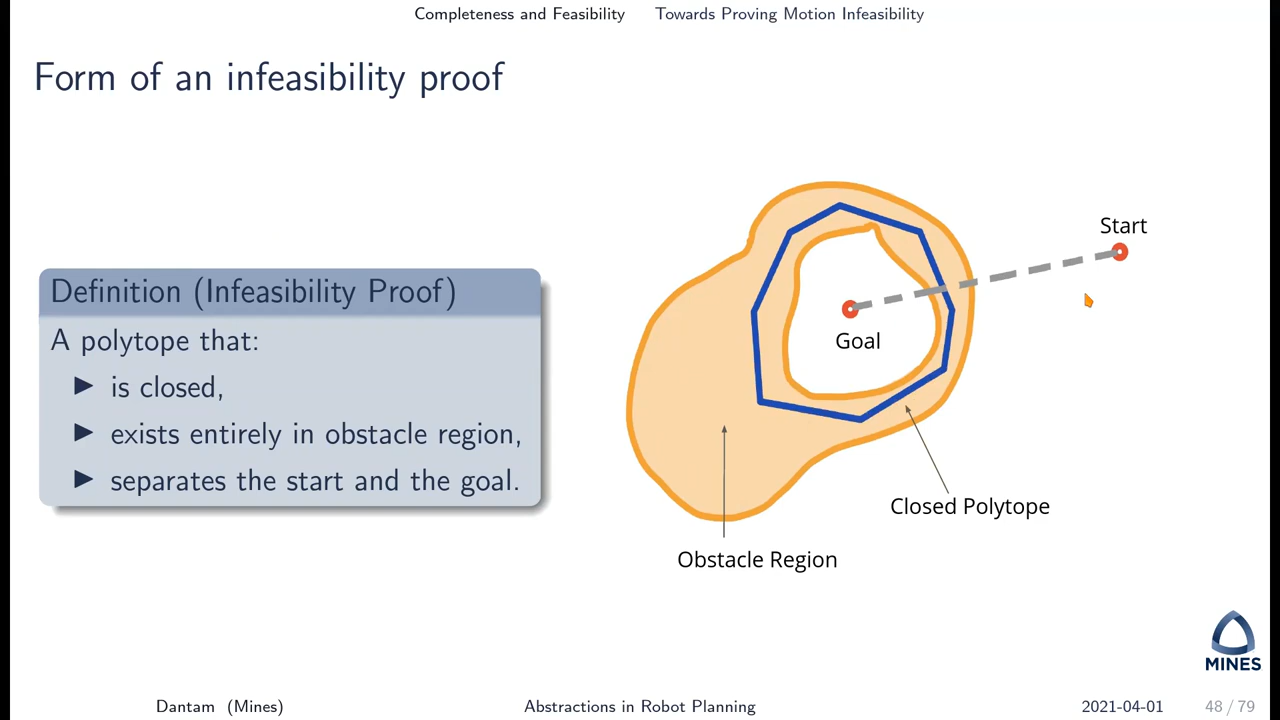 Completeness and Feasibility Towards Proving Motion Infeasibility
Form of an infeasibility proof
Definition (Infeasibility Proof)
A polytope that:
▶ is closed,
▶ exists entirely in obstacle region,
▶ separates the start and the goal.
Start
Goal
Closed Polytope
Obstacle Region
MINES
Dantam (Mines) Abstractions in Robot Planning 2021-04-01 48 / 79